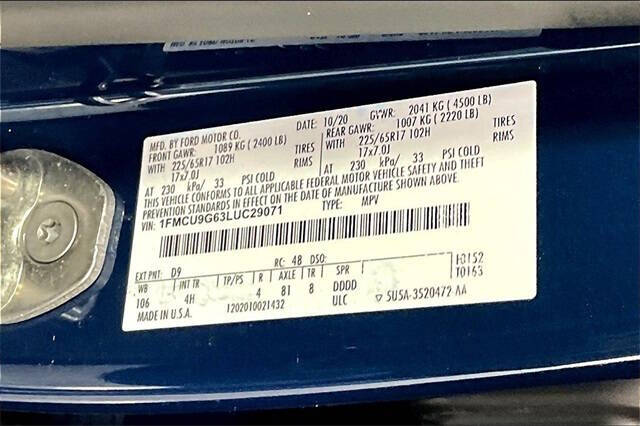 MFD. BY FORD MOTOR CO.
DATE: 10/20 GVWR: 2041 KG ( 4500 LB)
FRONT GAWR: 1089 KG ( 2400 LB)
REAR GAWR: 1007 KG ( 2220 LB)
WITH 225/65R17 102H TIRES
WITH 225/65R17 102H TIRES
17x7.0J RIMS
17x7.0J RIMS
AT 230 kPa/ 33 PSI COLD
AT 230 kPa/ 33 PSI COLD
THIS VEHICLE CONFORMS TO ALL APPLICABLE FEDERAL MOTOR VEHICLE SAFETY AND THEFT
PREVENTION STANDARDS IN EFFECT ON THE DATE OF MANUFACTURE SHOWN ABOVE.
VIN: 1FMCU9G63LUC29071 TYPE: MPV
EXT PNT: D9 RC: 48 DSO:
WB INT TR TP/PS R AXLE TR SPR
106 4H 4 81 8 DDDD
MADE IN U.S.A. 1202010021432 ULC
T0163
5U5A-3520472-AA